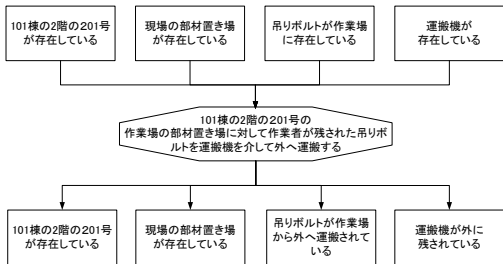 101棟の2階の201号
が存在している
現場の部材置き場
が存在している
吊りボルトが作業場
に存在している
運搬機が
存在している
101棟の2階の201号の
作業場の部材置き場に対して作業者が残された吊りボ
ルトを運搬機を介して外へ運搬する
101棟の2階の201号
が存在している
現場の部材置き場
が存在している
吊りボルトが作業場
から外へ運搬されて
いる
運搬機が外に
残されている